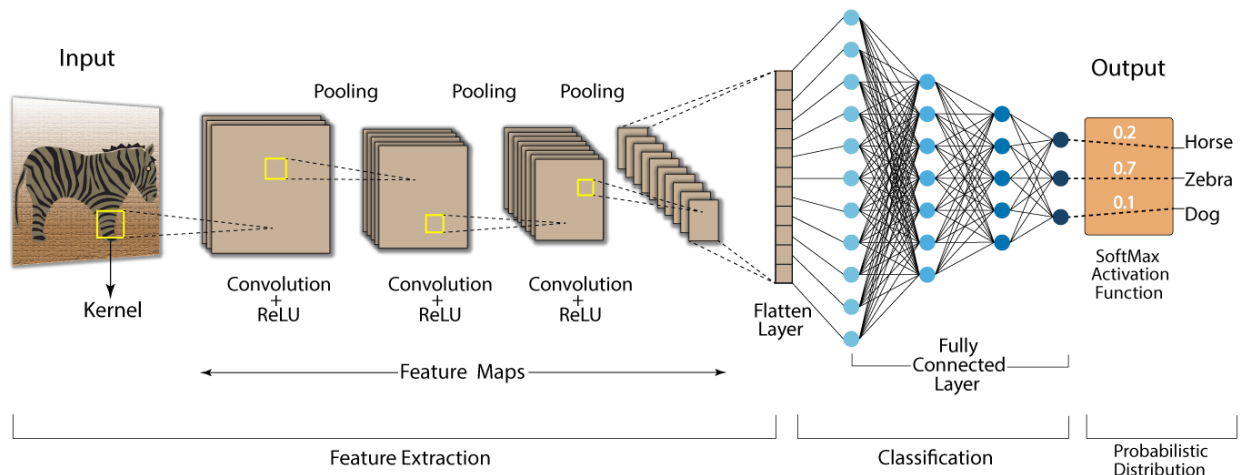 Input
Kernel
Pooling
Pooling
Pooling
Convolution
+
ReLU
Convolution
+
ReLU
Convolution
+
ReLU
Feature Maps
Flatten
Layer
Fully
Connected
Layer
Output
0.2
Horse
0.7
Zebra
0.1
Dog
SoftMax
Activation
Function
Feature Extraction
Classification
Probabilistic
Distribution